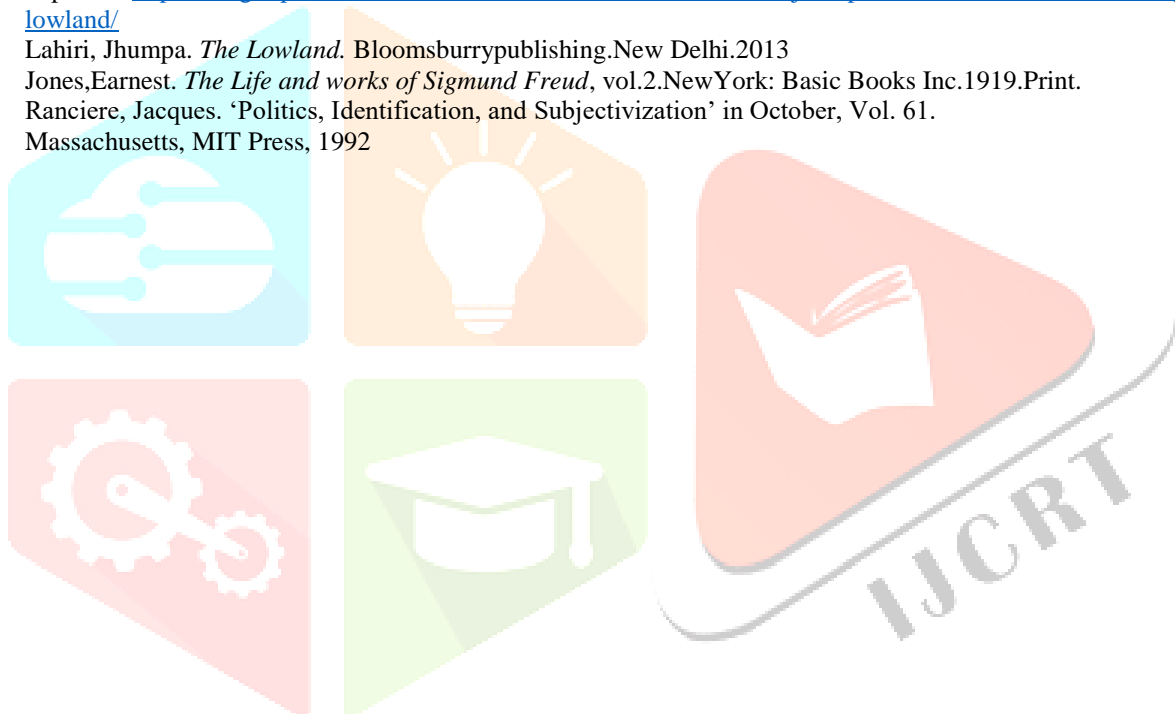 lowland/
Lahiri, Jhumpa. The Lowland. Bloomsburrypublishing.New Delhi.2013
Jones,Earnest. The Life and works of Sigmund Freud, vol.2.NewYork: Basic Books Inc.1919.Print.
Ranciere, Jacques. ‘Politics, Identification, and Subjectivization’ in October, Vol. 61.
Massachusetts, MIT Press, 1992
IJCRT